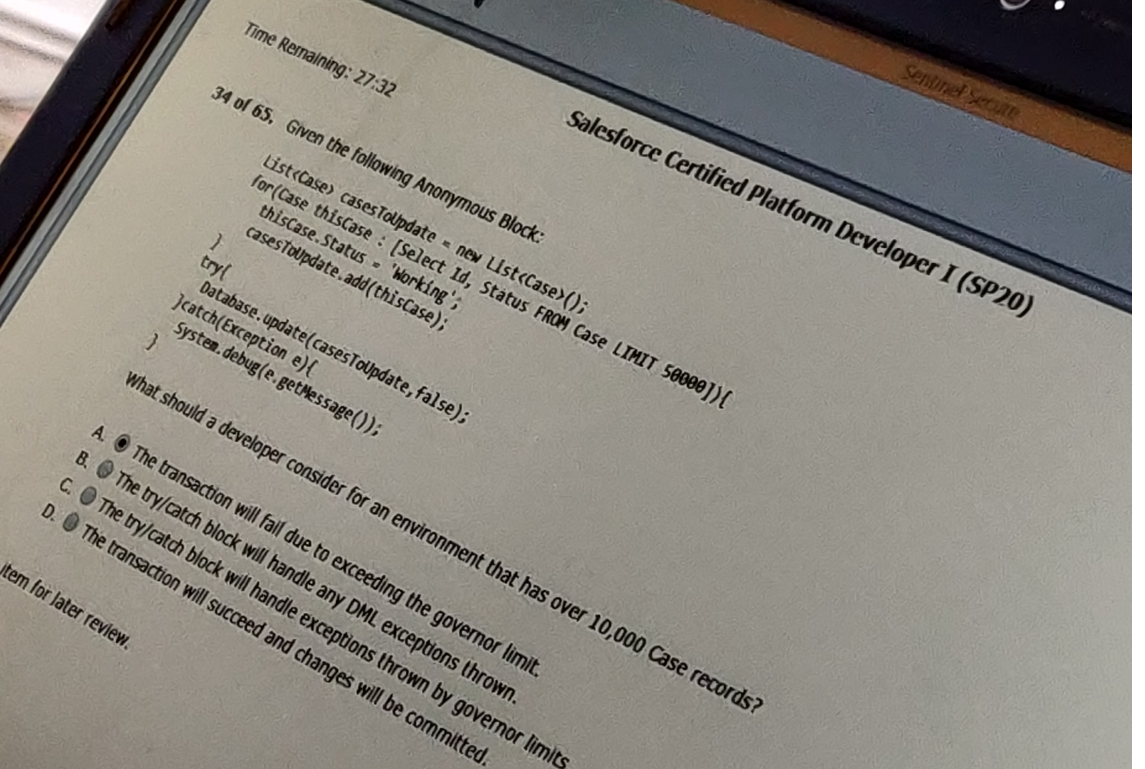 Sentinel Secure
Time Remaining: 27:32
Salesforce Certified Platform Developer I (SP20)
34 of 65. Given the following Anonymous Block:
List<Case> casesToUpdate = new List<Case>();
for(Case thisCase : [Select Id, Status FROM Case LIMIT 50000]){
thisCase.Status = 'Working';
casesToUpdate.add(thisCase);
}
try{
Database.update(casesToUpdate,false);
}catch(Exception e){
System.debug(e.getMessage());
}
What should a developer consider for an environment that has over 10,000 Case records?
A. The transaction will fail due to exceeding the governor limit.
B. The try/catch block will handle any DML exceptions thrown.
C. The try/catch block will handle exceptions thrown by governor limits
D. The transaction will succeed and changes will be committed.
item for later review.